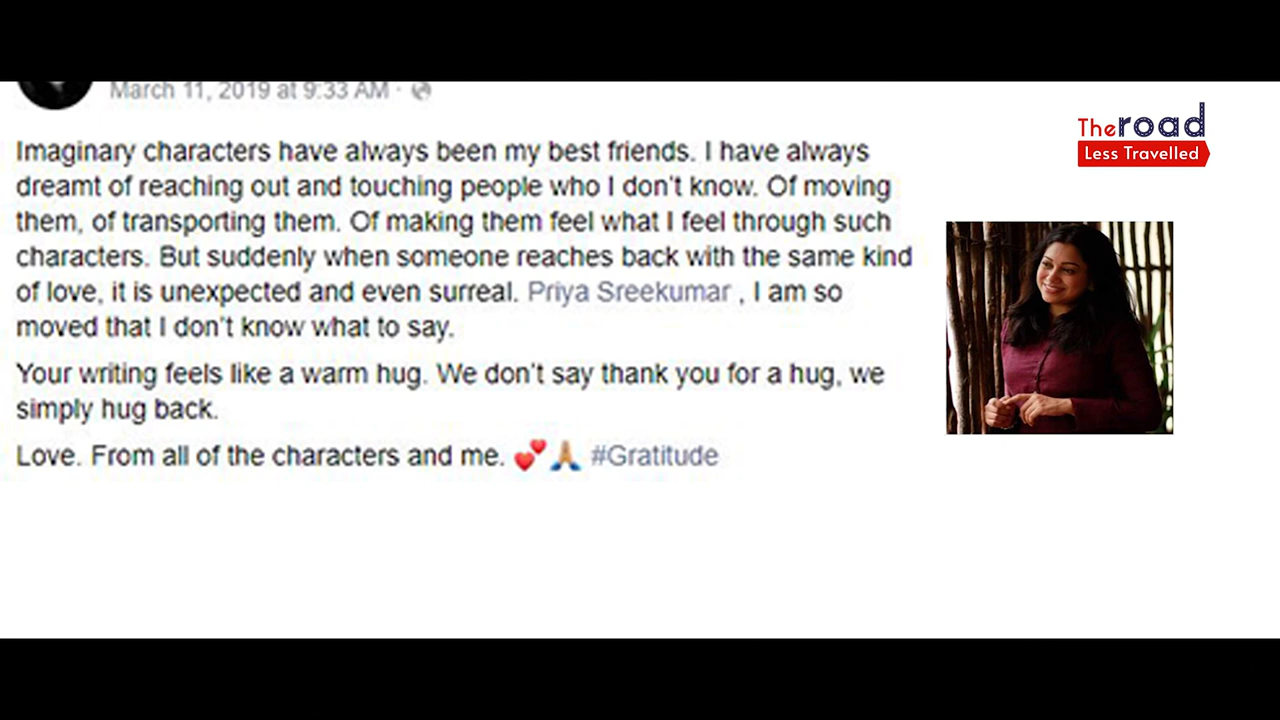 March 11, 2019 at 9:33 AM ·
Imaginary characters have always been my best friends. I have always
dreamt of reaching out and touching people who I don't know. Of moving
them, of transporting them. Of making them feel what I feel through such
characters. But suddenly when someone reaches back with the same kind
of love, it is unexpected and even surreal. Priya Sreekumar , I am so
moved that I don't know what to say.
Your writing feels like a warm hug. We don't say thank you for a hug, we
simply hug back.
Love. From all of the characters and me. 💕🙏🏽 #Gratitude
The road
Less Travelled